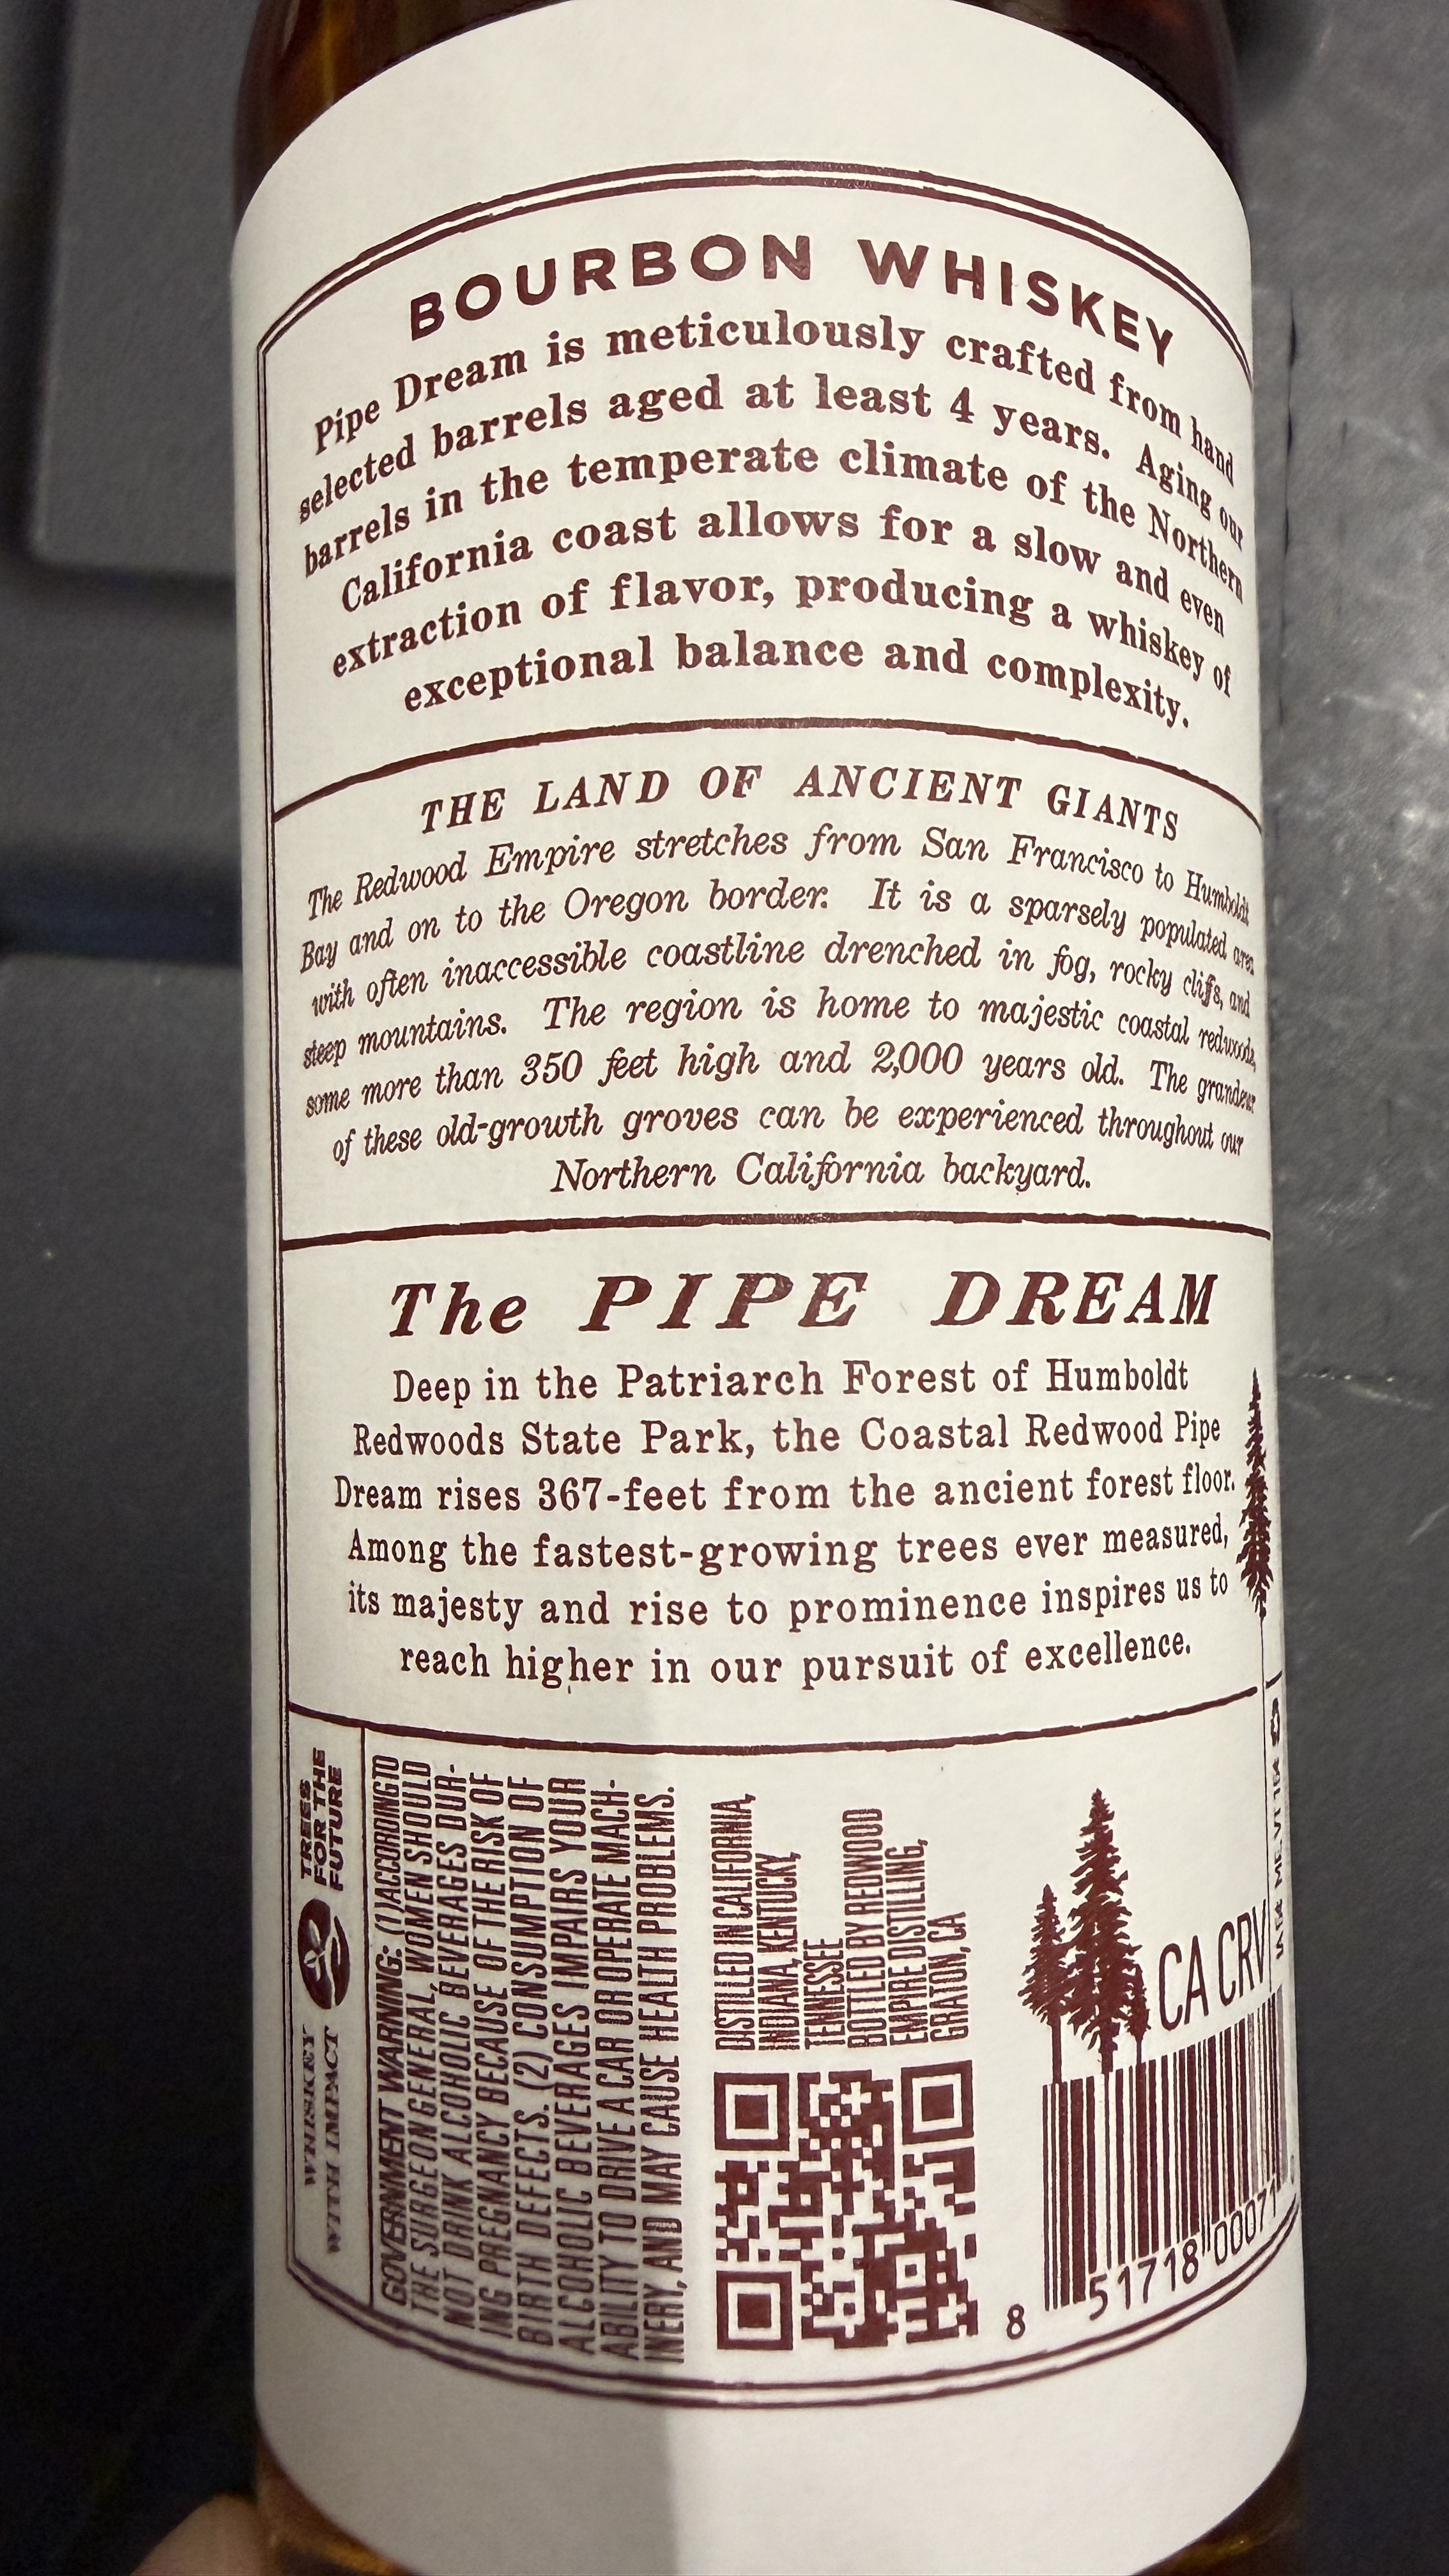 BOURBON WHISKEY
Pipe Dream is meticulously crafted from hand
selected barrels aged at least 4 years. Aging our
barrels in the temperate climate of the Northern
California coast allows for a slow and even
extraction of flavor, producing a whiskey of
exceptional balance and complexity.
THE LAND OF ANCIENT GIANTS
The Redwood Empire stretches from San Francisco to Humboldt
Bay and on to the Oregon border. It is a sparsely populated area
with often inaccessible coastline drenched in fog, rocky cliffs, and
steep mountains. The region is home to majestic coastal redwoods,
some more than 350 feet high and 2,000 years old. The grandeur
of these old-growth groves can be experienced throughout our
Northern California backyard.
The PIPE DREAM
Deep in the Patriarch Forest of Humboldt
Redwoods State Park, the Coastal Redwood Pipe
Dream rises 367-feet from the ancient forest floor.
Among the fastest-growing trees ever measured,
its majesty and rise to prominence inspires us to
reach higher in our pursuit of excellence.
WHISKEY
WITH IMPACT
TREES
FOR THE
FUTURE
GOVERNMENT WARNING: (1) ACCORDING TO
THE SURGEON GENERAL, WOMEN SHOULD
NOT DRINK ALCOHOLIC BEVERAGES DUR-
ING PREGNANCY BECAUSE OF THE RISK OF
BIRTH DEFECTS. (2) CONSUMPTION OF
ALCOHOLIC BEVERAGES IMPAIRS YOUR
ABILITY TO DRIVE A CAR OR OPERATE MACH-
INERY, AND MAY CAUSE HEALTH PROBLEMS.
DISTILLED IN CALIFORNIA,
INDIANA, KENTUCKY,
TENNESSEE
BOTTLED BY REDWOOD
EMPIRE DISTILLING,
GRATON, CA
CA CRV
8 51718 00071